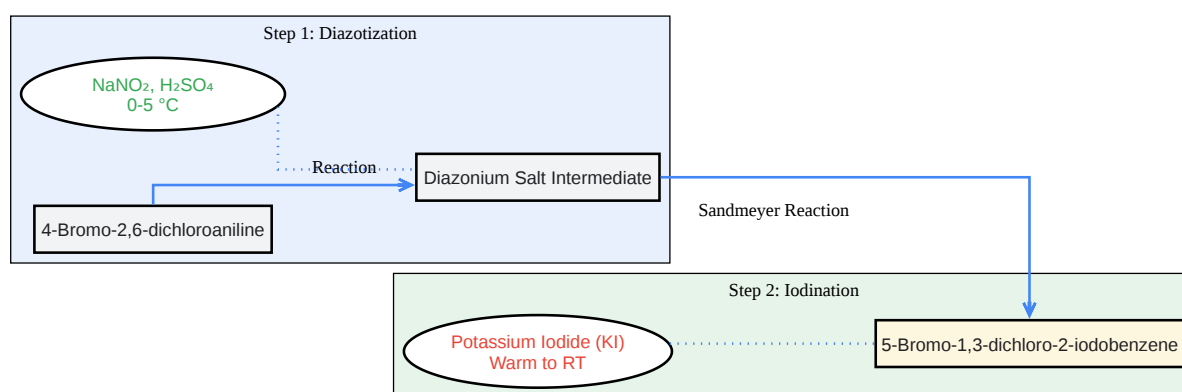 Step 1: Diazotization
NaNO₂, H₂SO₄
0-5 °C
Reaction
Diazonium Salt Intermediate
4-Bromo-2,6-dichloroaniline
Sandmeyer Reaction
Step 2: Iodination
Potassium Iodide (KI)
Warm to RT
5-Bromo-1,3-dichloro-2-iodobenzene